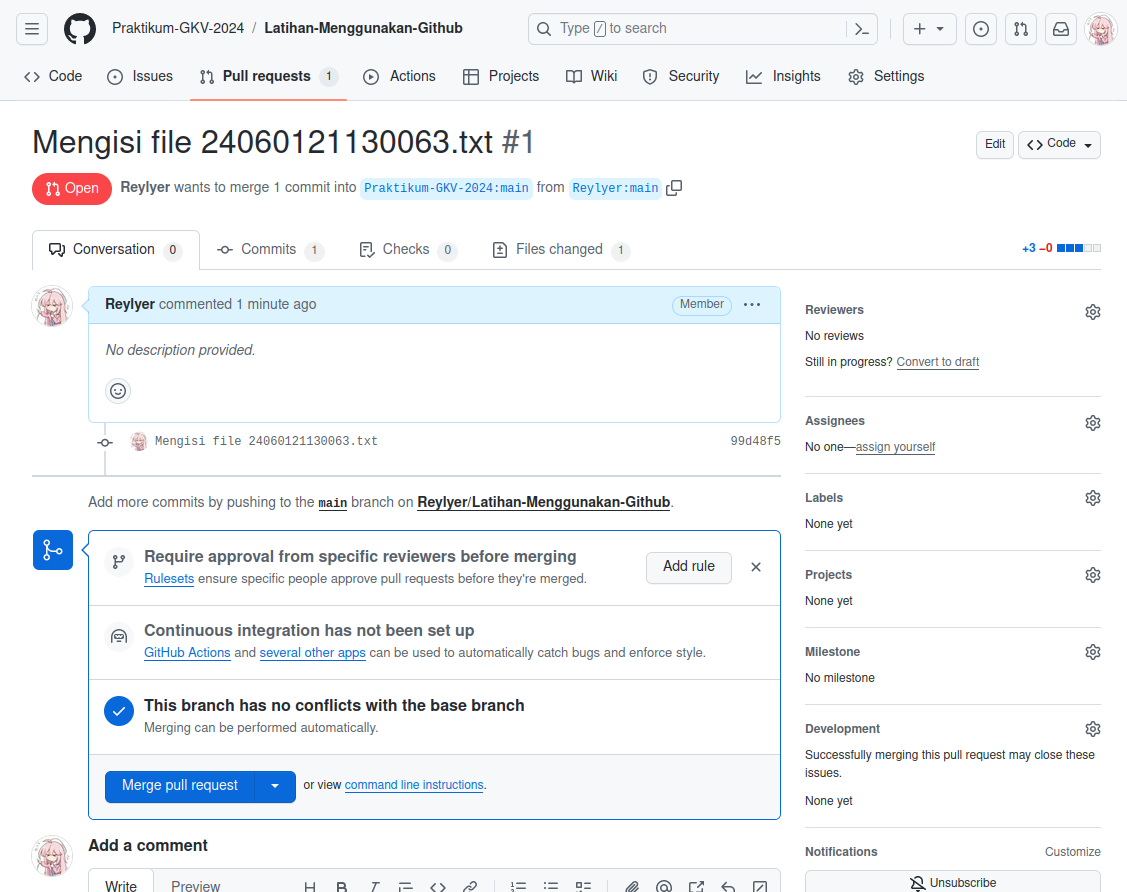 Praktikum-GKV-2024 / Latihan-Menggunakan-Github
Type / to search
Code Issues Pull requests 1 Actions Projects Wiki Security Insights Settings
Mengisi file 24060121130063.txt #1
Edit Code
Open Reylyer wants to merge 1 commit into Praktikum-GKV-2024:main from Reylyer:main
Conversation 0 Commits 1 Checks 0 Files changed 1
+3 −0
Reylyer commented 1 minute ago Member
No description provided.
Mengisi file 24060121130063.txt 99d48f5
Add more commits by pushing to the main branch on Reylyer/Latihan-Menggunakan-Github.
Require approval from specific reviewers before merging
Rulesets ensure specific people approve pull requests before they're merged.
Add rule
Continuous integration has not been set up
GitHub Actions and several other apps can be used to automatically catch bugs and enforce style.
This branch has no conflicts with the base branch
Merging can be performed automatically.
Merge pull request or view command line instructions.
Add a comment
Write Preview
Reviewers
No reviews
Still in progress? Convert to draft
Assignees
No one—assign yourself
Labels
None yet
Projects
None yet
Milestone
No milestone
Development
Successfully merging this pull request may close these
issues.
None yet
Notifications Customize
Unsubscribe